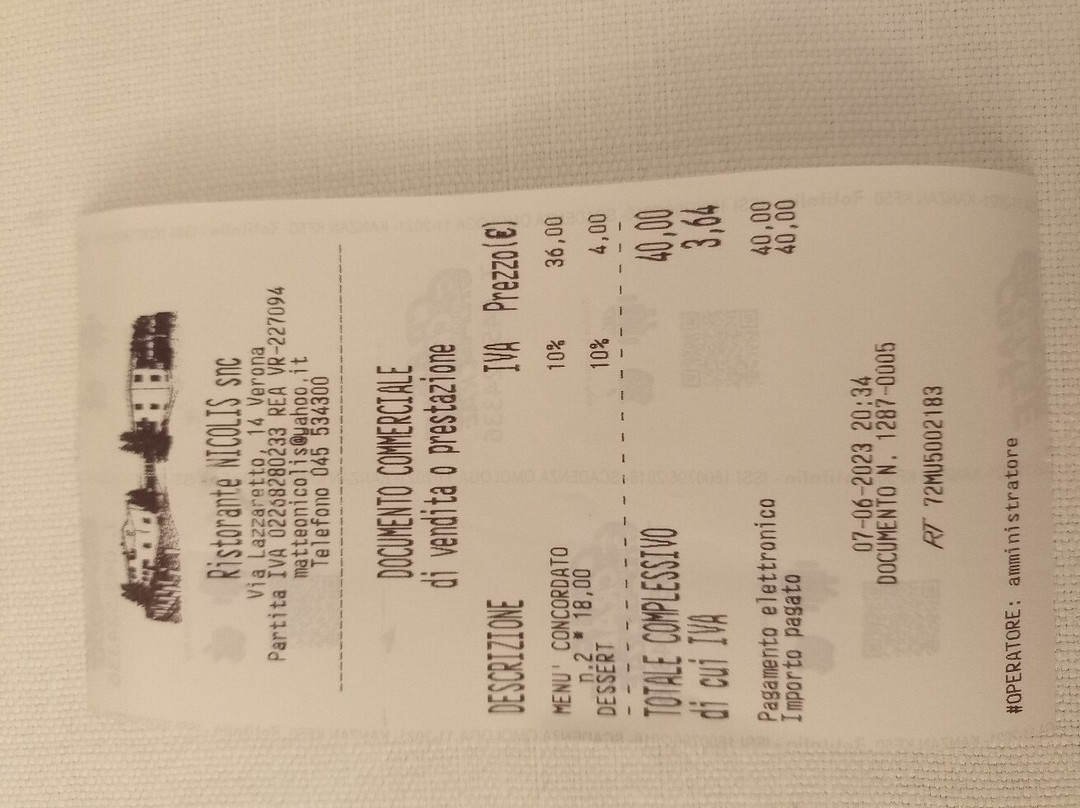 Ristorante NICOLIS snc
Via Lazzaretto, 14 Verona
Partita IVA 02268280233 REA VR-227094
matteonicolis@yahoo.it
Telefono 045 534300
DOCUMENTO COMMERCIALE
di vendita o prestazione
DESCRIZIONE IVA Prezzo(€)
MENU' CONCORDATO 10% 36,00
n.2 * 18,00
DESSERT 10% 4,00
TOTALE COMPLESSIVO 40,00
di cui IVA 3,64
Pagamento elettronico 40,00
Importo pagato 40,00
07-06-2023 20:34
DOCUMENTO N. 1287-0005
RT 72MU5002183
#OPERATORE: amministratore